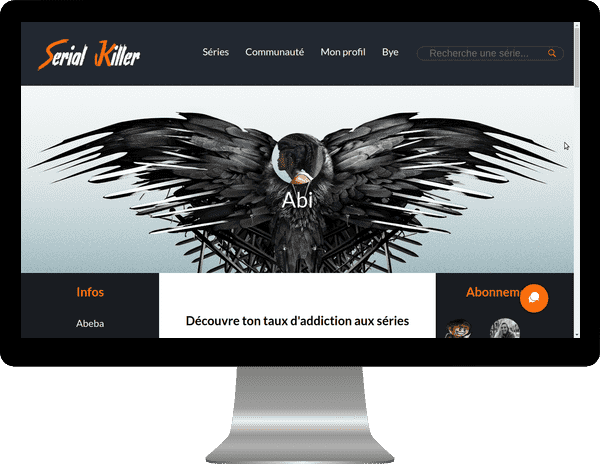 Serial Killer
Séries Communauté Mon profil Bye Recherche une série...
Abi
Infos
Découvre ton taux d'addiction aux séries
Abeba